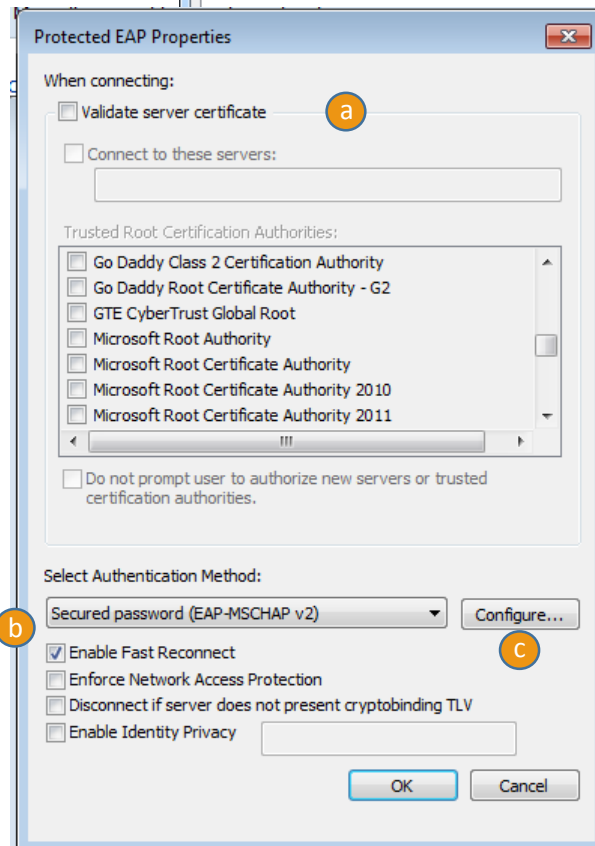 Protected EAP Properties
When connecting:
Validate server certificate
a
Connect to these servers:
Trusted Root Certification Authorities:
Go Daddy Class 2 Certification Authority
Go Daddy Root Certificate Authority - G2
GTE CyberTrust Global Root
Microsoft Root Authority
Microsoft Root Certificate Authority
Microsoft Root Certificate Authority 2010
Microsoft Root Certificate Authority 2011
Do not prompt user to authorize new servers or trusted
certification authorities.
Select Authentication Method:
b
Secured password (EAP-MSCHAP v2)
Configure...
c
Enable Fast Reconnect
Enforce Network Access Protection
Disconnect if server does not present cryptobinding TLV
Enable Identity Privacy
OK
Cancel